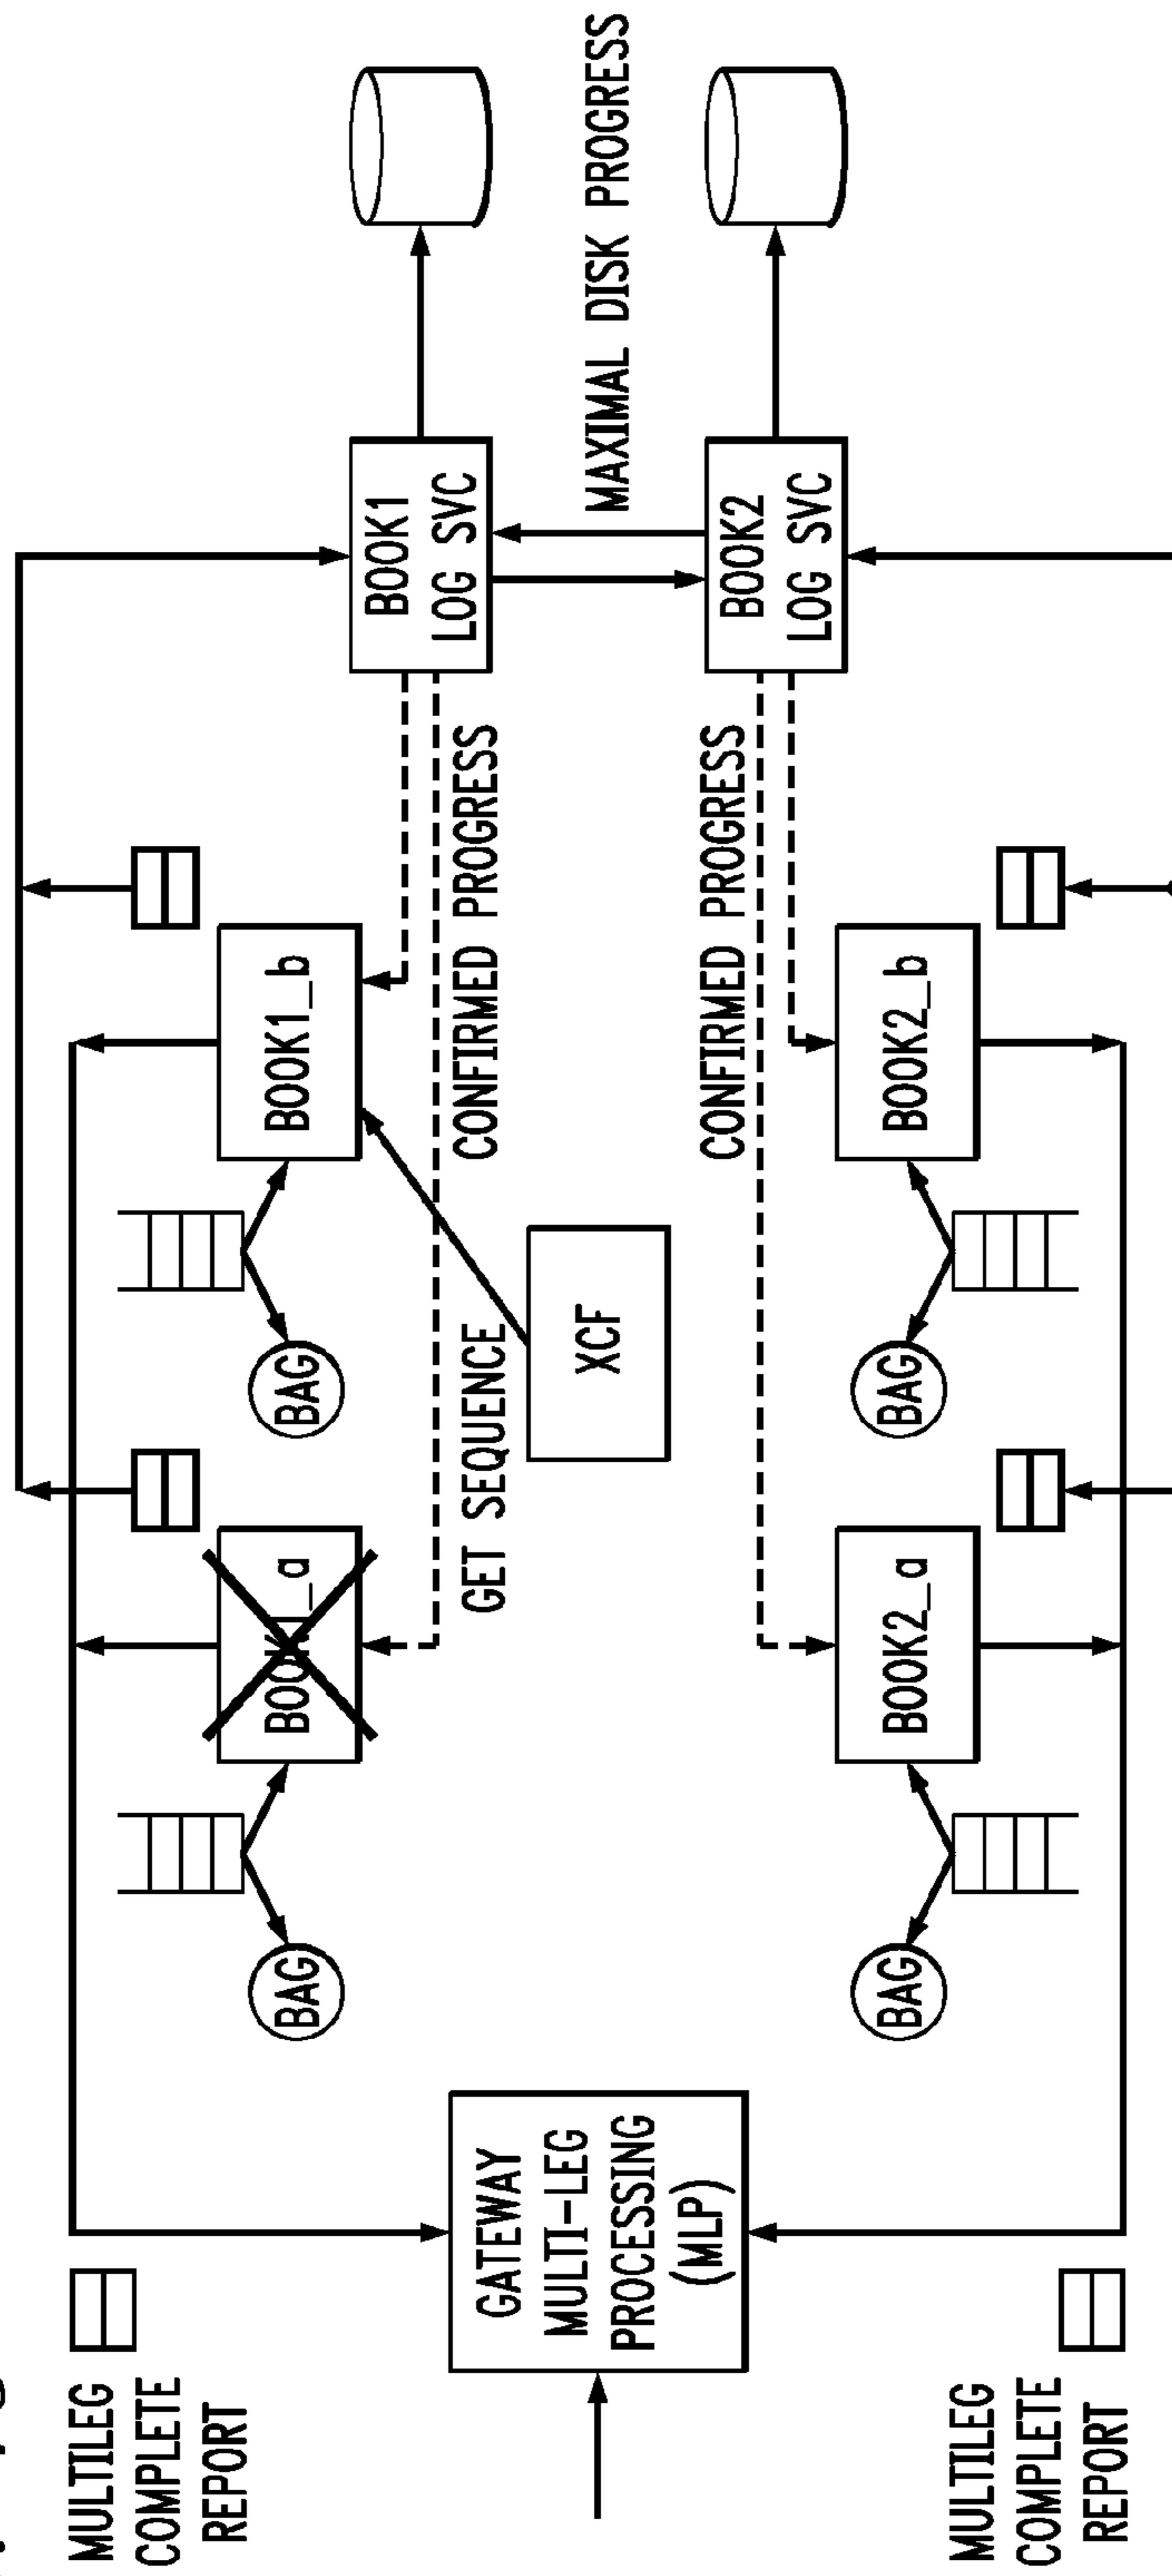 MULTILEG
COMPLETE
REPORT
BAG
BAG
BOOK1_b
BOOK1
LOG SVC
GET SEQUENCE
CONFIRMED PROGRESS
GATEWAY
MULTI-LEG
PROCESSING
(MLP)
XCF
MAXIMAL DISK PROGRESS
CONFIRMED PROGRESS
BOOK2
LOG SVC
BAG
BOOK2_a
BAG
BOOK2_b
MULTILEG
COMPLETE
REPORT